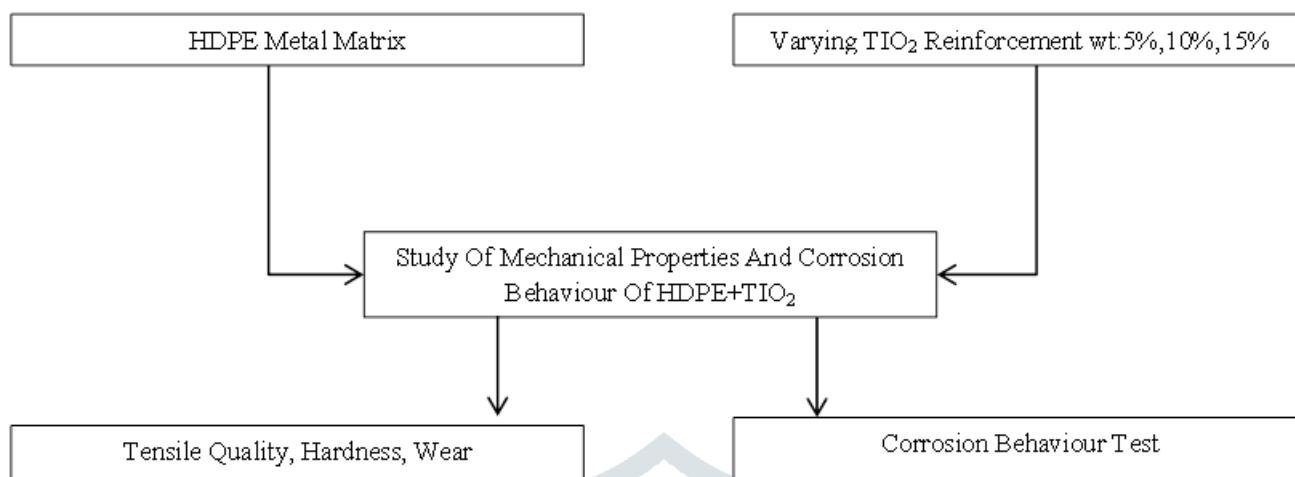 HDPE Metal Matrix
Varying TIO₂ Reinforcement wt:5%,10%,15%
Study Of Mechanical Properties And Corrosion
Behaviour Of HDPE+TIO₂
Tensile Quality, Hardness, Wear
Corrosion Behaviour Test